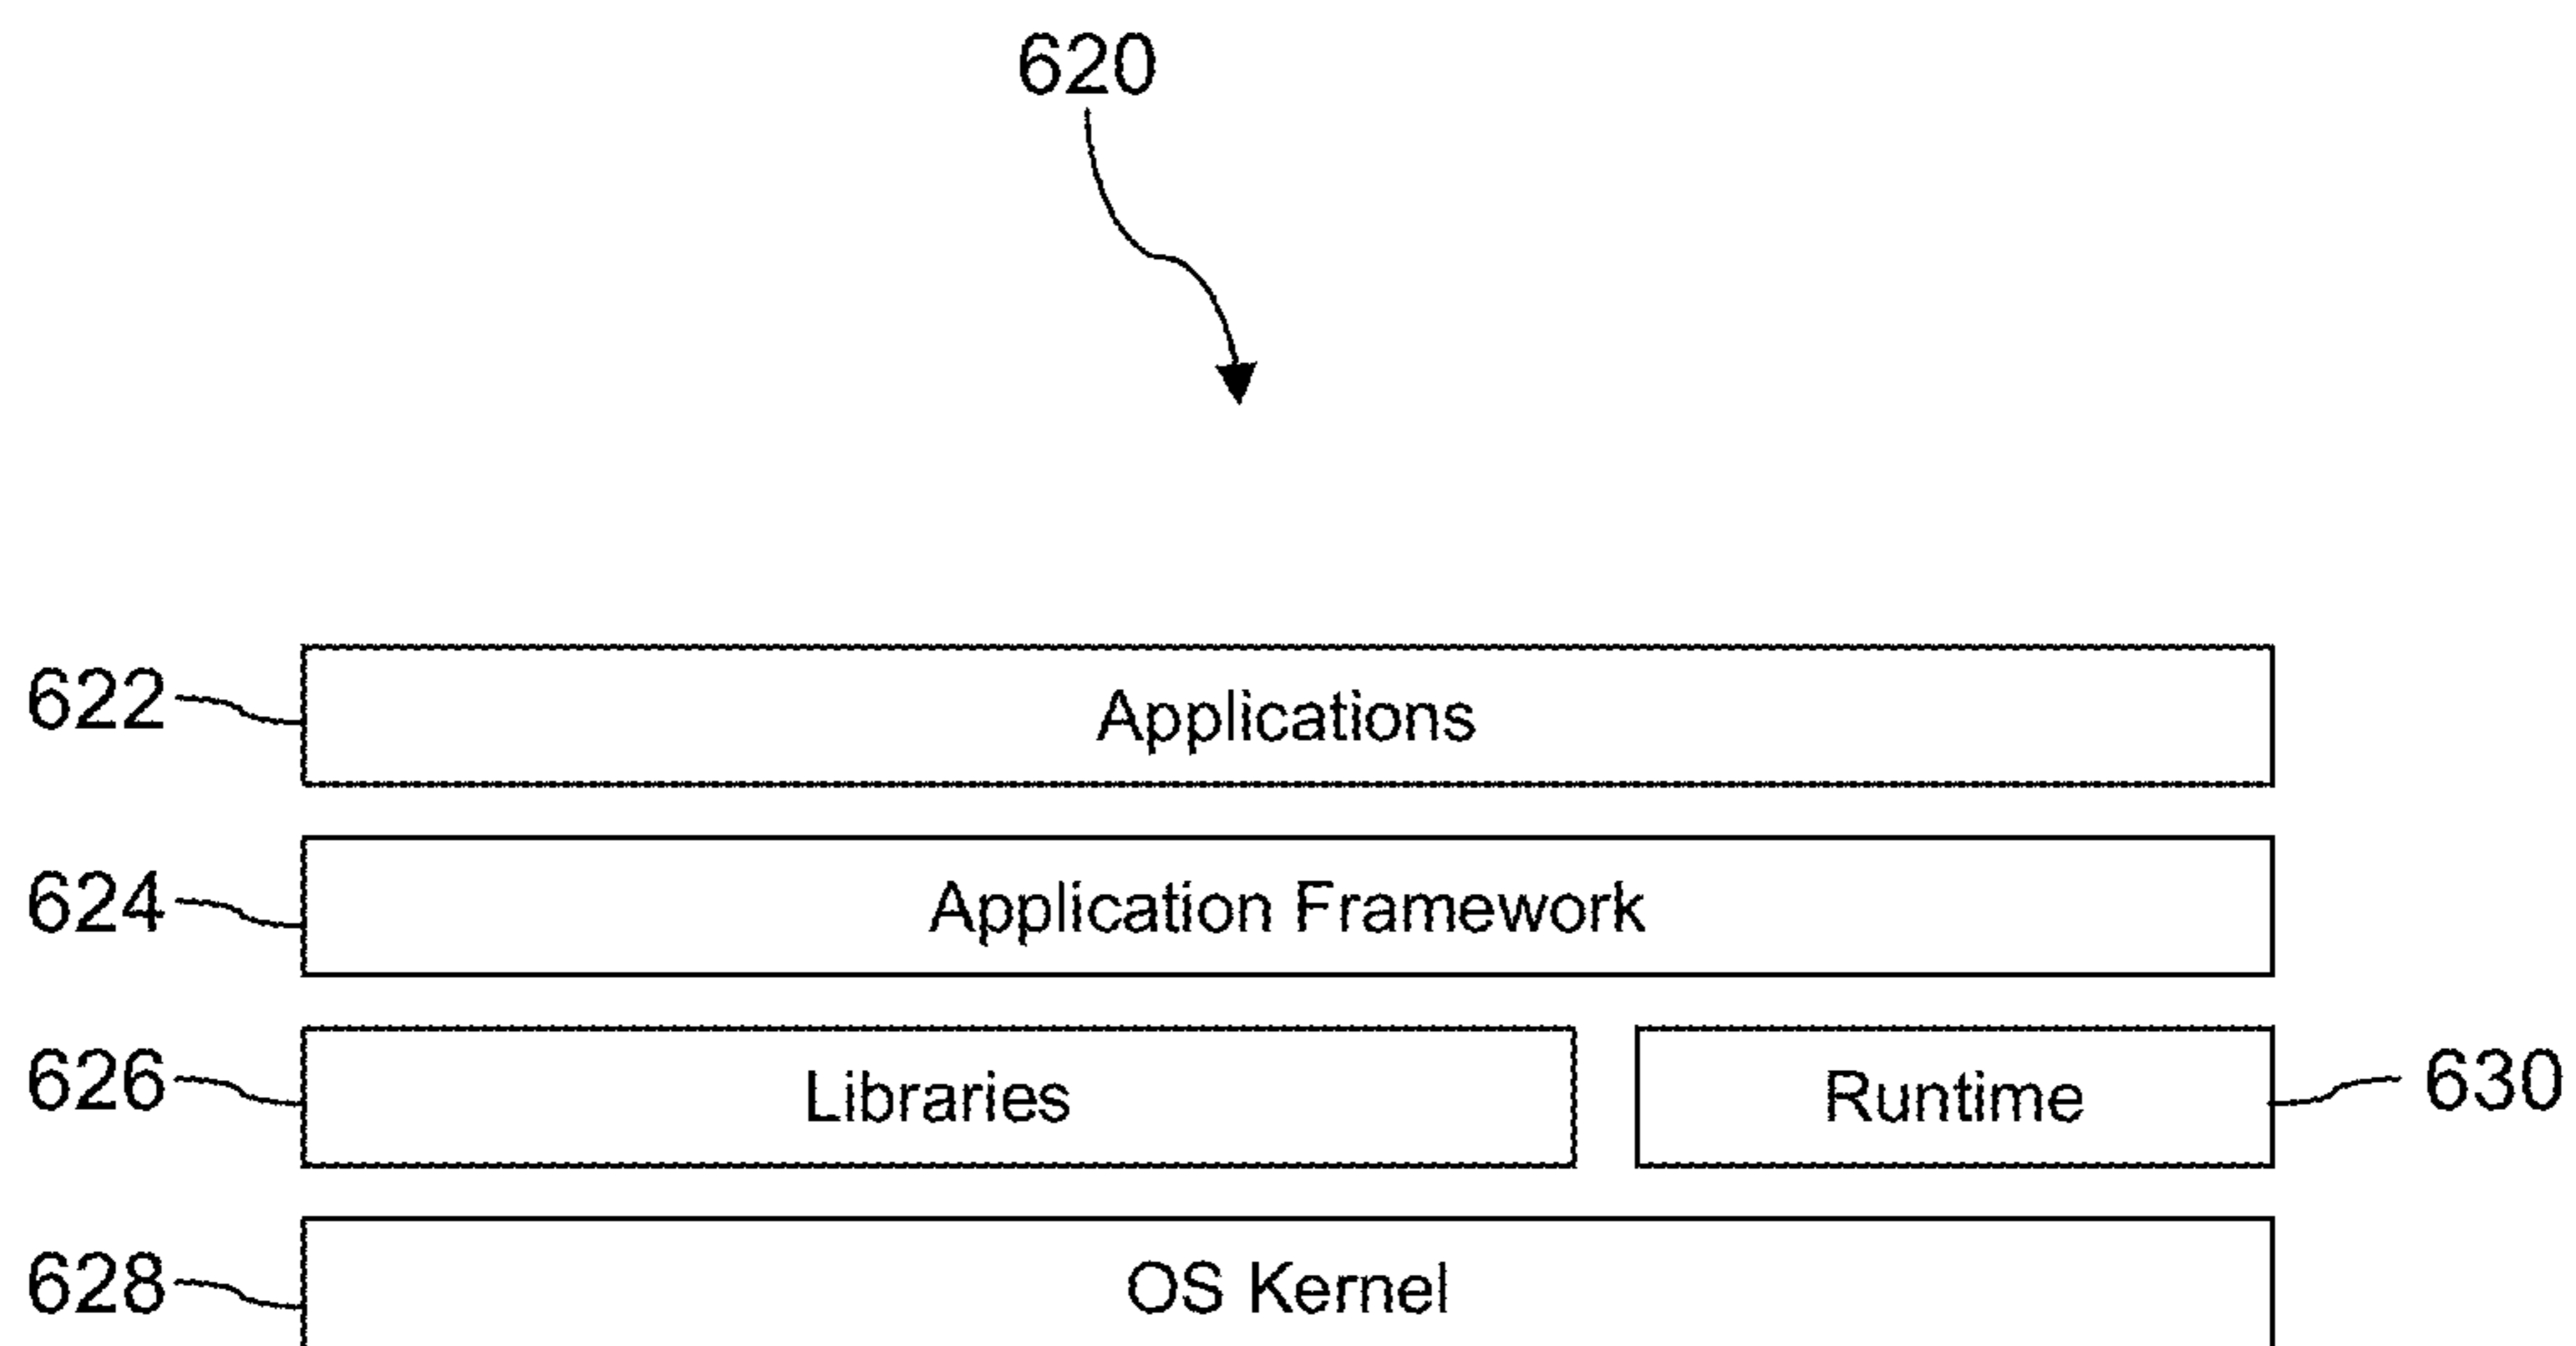 620
622 Applications
624 Application Framework
626 Libraries Runtime 630
628 OS Kernel